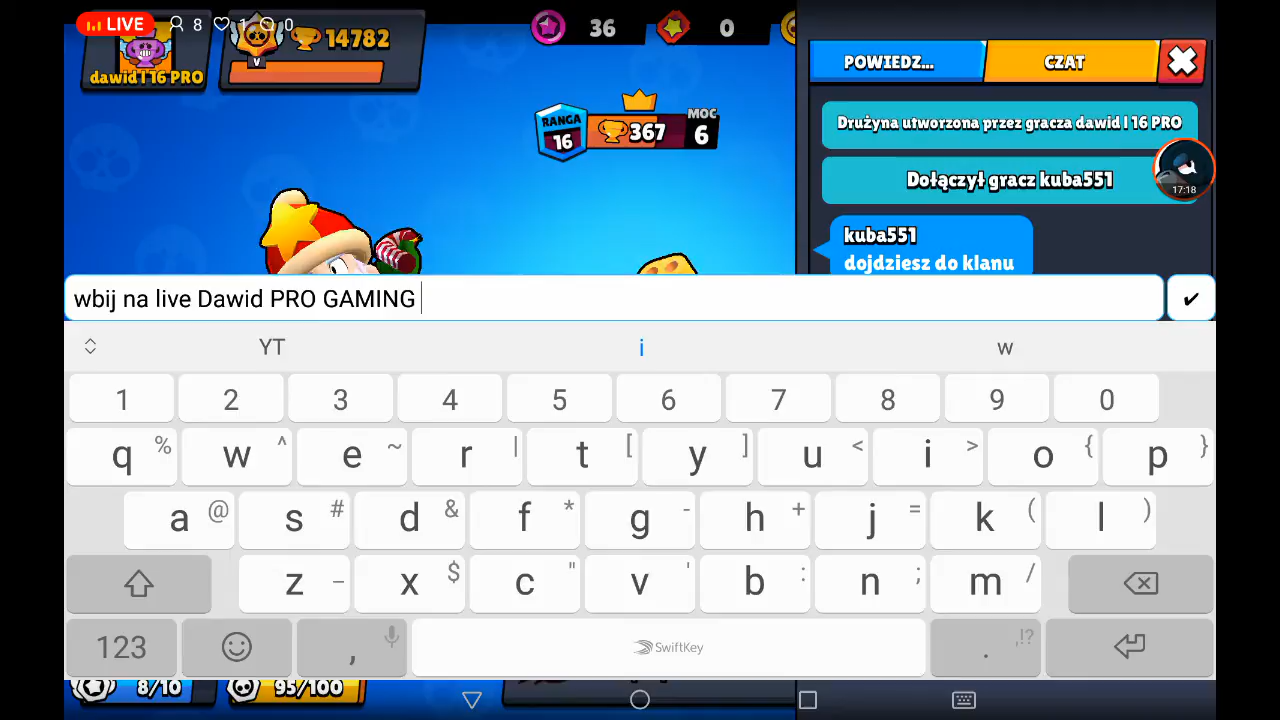 LIVE 8 1 0
dawid116 PRO
V
14782
36
0
RANGA
16
367
MOC
6
POWIEDZ...
CZAT
Drużyna utworzona przez gracza dawid | 16 PRO
Dołączył gracz kuba551
17:18
kuba551
dojdziesz do klanu
wbij na live Dawid PRO GAMING
YT i w
1 2 3 4 5 6 7 8 9 0
q % w ^ e ~ r | t [ y ] u < i > o { p }
a @ s # d & f * g - h + j = k ( l )
z _ x $ c " v ' b : n ; m /
123 , SwiftKey . ,!?
8/10
95/100